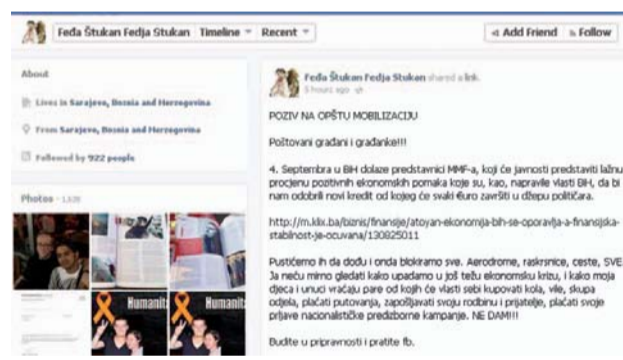 Feđa Štukan Fedja Stukan Timeline Recent Add Friend Follow
About
Lives in Sarajevo, Bosnia and Herzegovina
From Sarajevo, Bosnia and Herzegovina
Followed by 922 people
Photos
Humanit
Humanit
Feđa Štukan Fedja Stukan shared a link.
5 hours ago
POZIV NA OPŠTU MOBILIZACIJU
Poštovani građani i građanke!!!
4. Septembra u BiH dolaze predstavnici MMF-a, koji će javnosti predstaviti lažnu
procjenu pozitivnih ekonomskih pomaka koje su, kao, napravile vlasti BiH, da bi
nam odobrili novi kredit od kojeg će svaki €uro završiti u džepu političara.
http://m.klix.ba/biznis/finansije/atoyan-ekonomija-bih-se-oporavlja-a-finansijska-
stabilnost-je-ocuvana/130825011
Pustićemo ih da dođu i onda blokiramo sve. Aerodrome, raskrsnice, ceste, SVE.
Ja neću mirno gledati kako upadamo u još težu ekonomsku krizu, i kako moja
djeca i unuci vraćaju pare od kojih će vlasti sebi kupovati kola, vile, skupa
odjela, plaćati putovanja, zapošljavati svoju rodbinu i prijatelje, plaćati svoje
prljave nacionalističke predizborne kampanje. NE DAM!!!
Budite u pripravnosti i pratite fb.